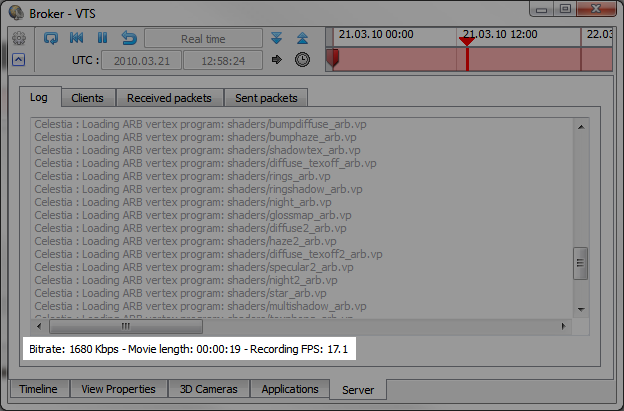 Broker - VTS
Real time
UTC : 2010.03.21 12:58:24
21.03.10 00:00 21.03.10 12:00 22.03
Log Clients Received packets Sent packets
Celestia : Loading ARB vertex program: shaders/bumpdiffuse_arb.vp
Celestia : Loading ARB vertex program: shaders/bumphaze_arb.vp
Celestia : Loading ARB vertex program: shaders/shadowtex_arb.vp
Celestia : Loading ARB vertex program: shaders/diffuse_texoff_arb.vp
Celestia : Loading ARB vertex program: shaders/rings_arb.vp
Celestia : Loading ARB vertex program: shaders/ringshadow_arb.vp
Celestia : Loading ARB vertex program: shaders/night_arb.vp
Celestia : Loading ARB vertex program: shaders/glossmap_arb.vp
Celestia : Loading ARB vertex program: shaders/diffuse2_arb.vp
Celestia : Loading ARB vertex program: shaders/haze2_arb.vp
Celestia : Loading ARB vertex program: shaders/diffuse_texoff2_arb.vp
Celestia : Loading ARB vertex program: shaders/specular2_arb.vp
Celestia : Loading ARB vertex program: shaders/night2_arb.vp
Celestia : Loading ARB vertex program: shaders/star_arb.vp
Celestia : Loading ARB vertex program: shaders/multishadow_arb.vp
Bitrate: 1680 Kbps - Movie length: 00:00:19 - Recording FPS: 17.1
Timeline View Properties 3D Cameras Applications Server